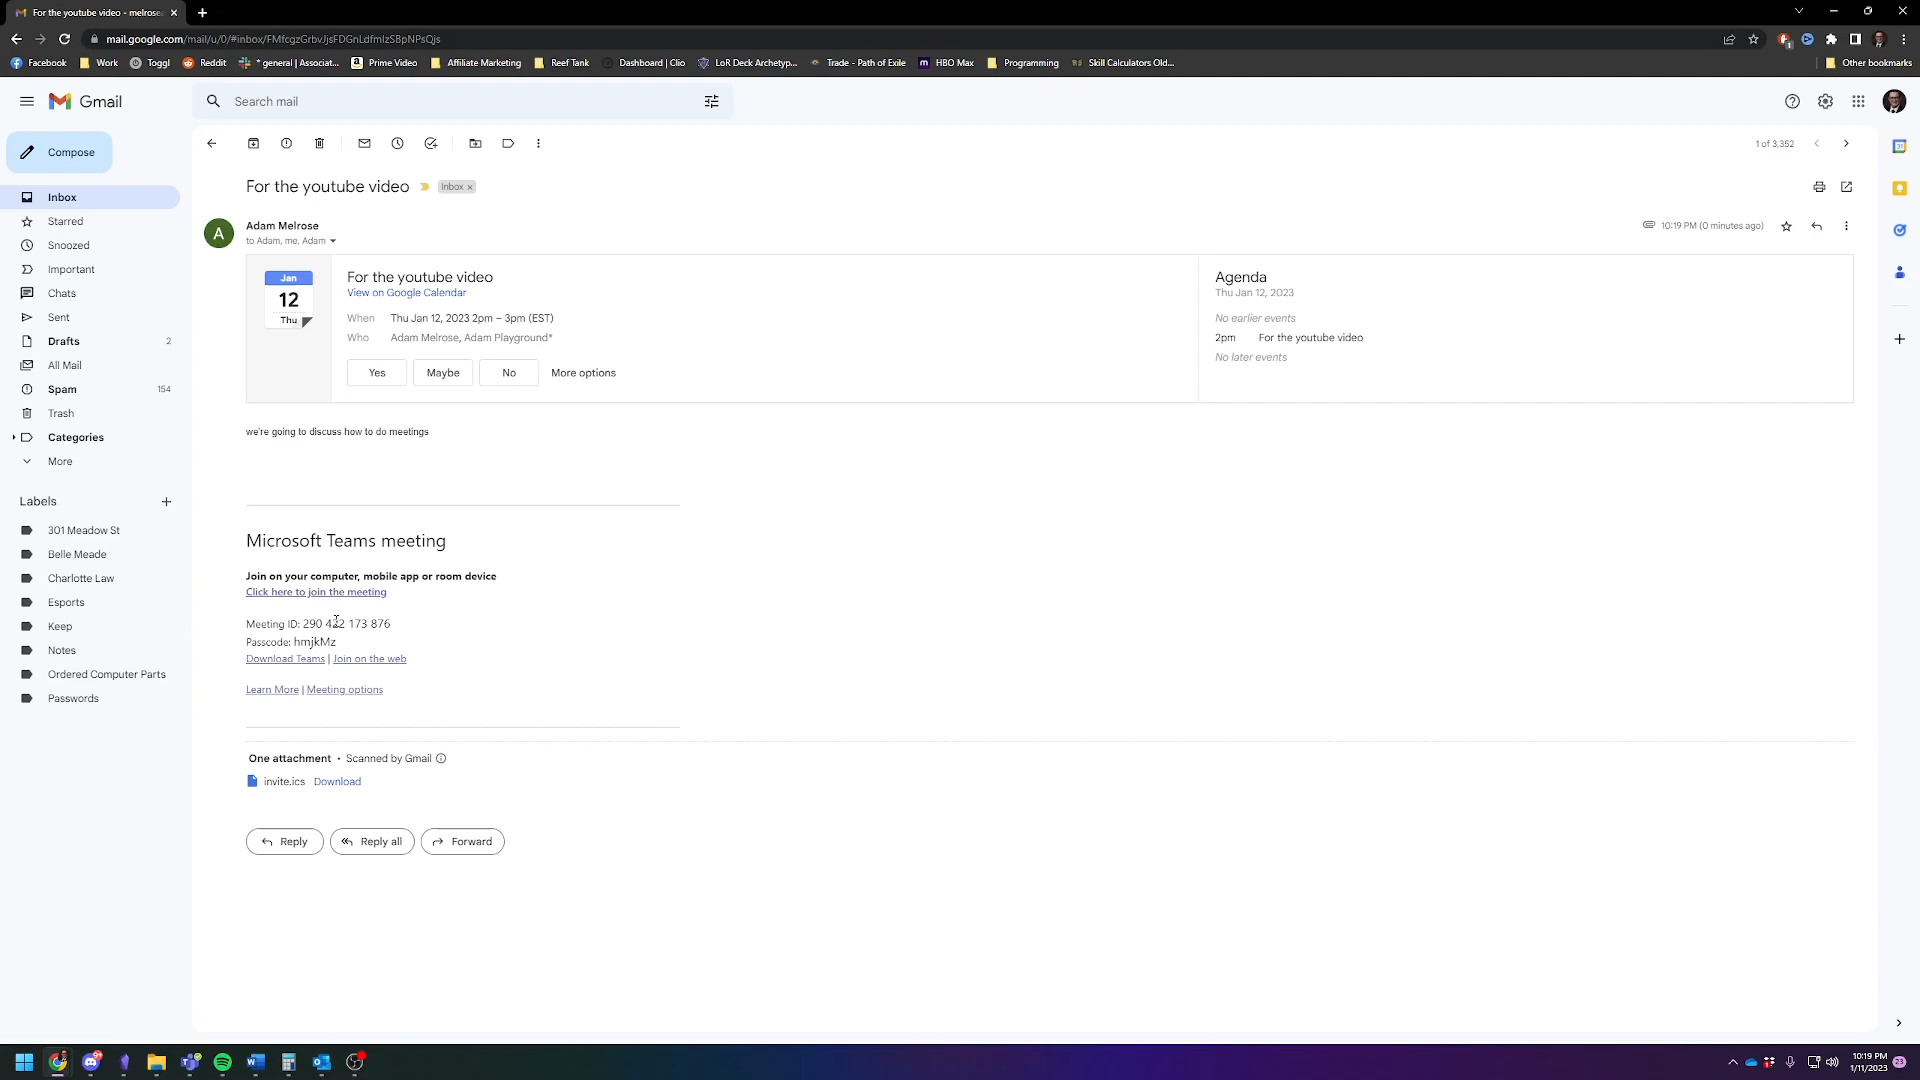 For the youtube video - melrose
mail.google.com/mail/u/0/#inbox/FMfcgzGrbvJjsFDGnLdfmlzSBpNPsQjs
Facebook Work Toggl Reddit * general | Associat... Prime Video Affiliate Marketing Reef Tank Dashboard | Clio LoR Deck Archetyp... Trade - Path of Exile HBO Max Programming Skill Calculators Old... Other bookmarks
Gmail
Search mail
Compose
1 of 3,352
Inbox
Starred
Snoozed
Important
Chats
Sent
Drafts 2
All Mail
Spam 154
Trash
Categories
More
Labels
301 Meadow St
Belle Meade
Charlotte Law
Esports
Keep
Notes
Ordered Computer Parts
Passwords
For the youtube video Inbox
A
Adam Melrose
to Adam, me, Adam
10:19 PM (0 minutes ago)
Jan
12
Thu
For the youtube video
View on Google Calendar
When Thu Jan 12, 2023 2pm – 3pm (EST)
Who Adam Melrose, Adam Playground*
Yes Maybe No More options
Agenda
Thu Jan 12, 2023
No earlier events
2pm For the youtube video
No later events
we're going to discuss how to do meetings
Microsoft Teams meeting
Join on your computer, mobile app or room device
Click here to join the meeting
Meeting ID: 290 422 173 876
Passcode: hmjkMz
Download Teams | Join on the web
Learn More | Meeting options
One attachment • Scanned by Gmail
invite.ics Download
Reply Reply all Forward
10:19 PM
1/11/2023
23